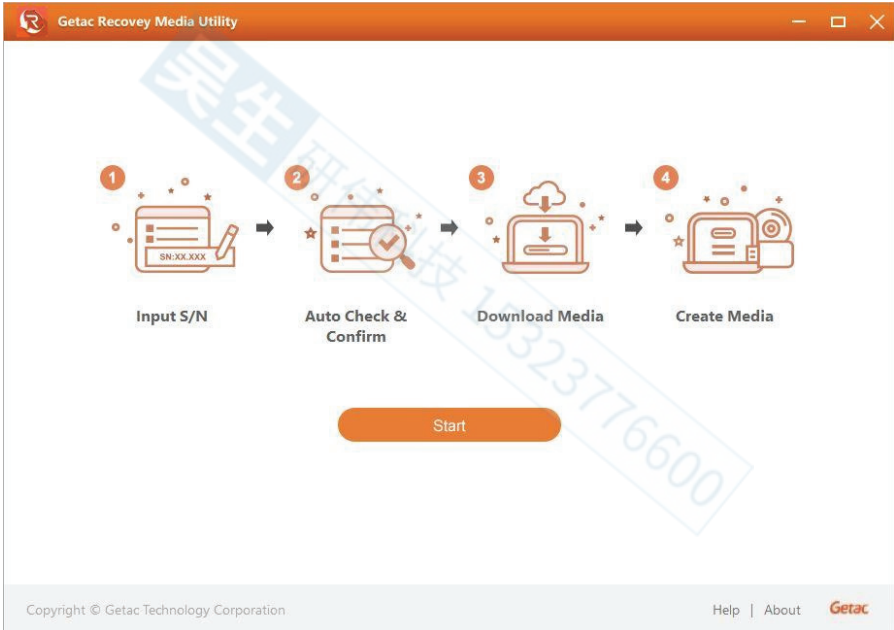 Getac Recovey Media Utility
1
2
3
4
SN:XX.XXX
Input S/N
Auto Check &
Confirm
Download Media
Create Media
Start
昊生 研伟科技 15323776600
Copyright © Getac Technology Corporation
Help | About
Getac